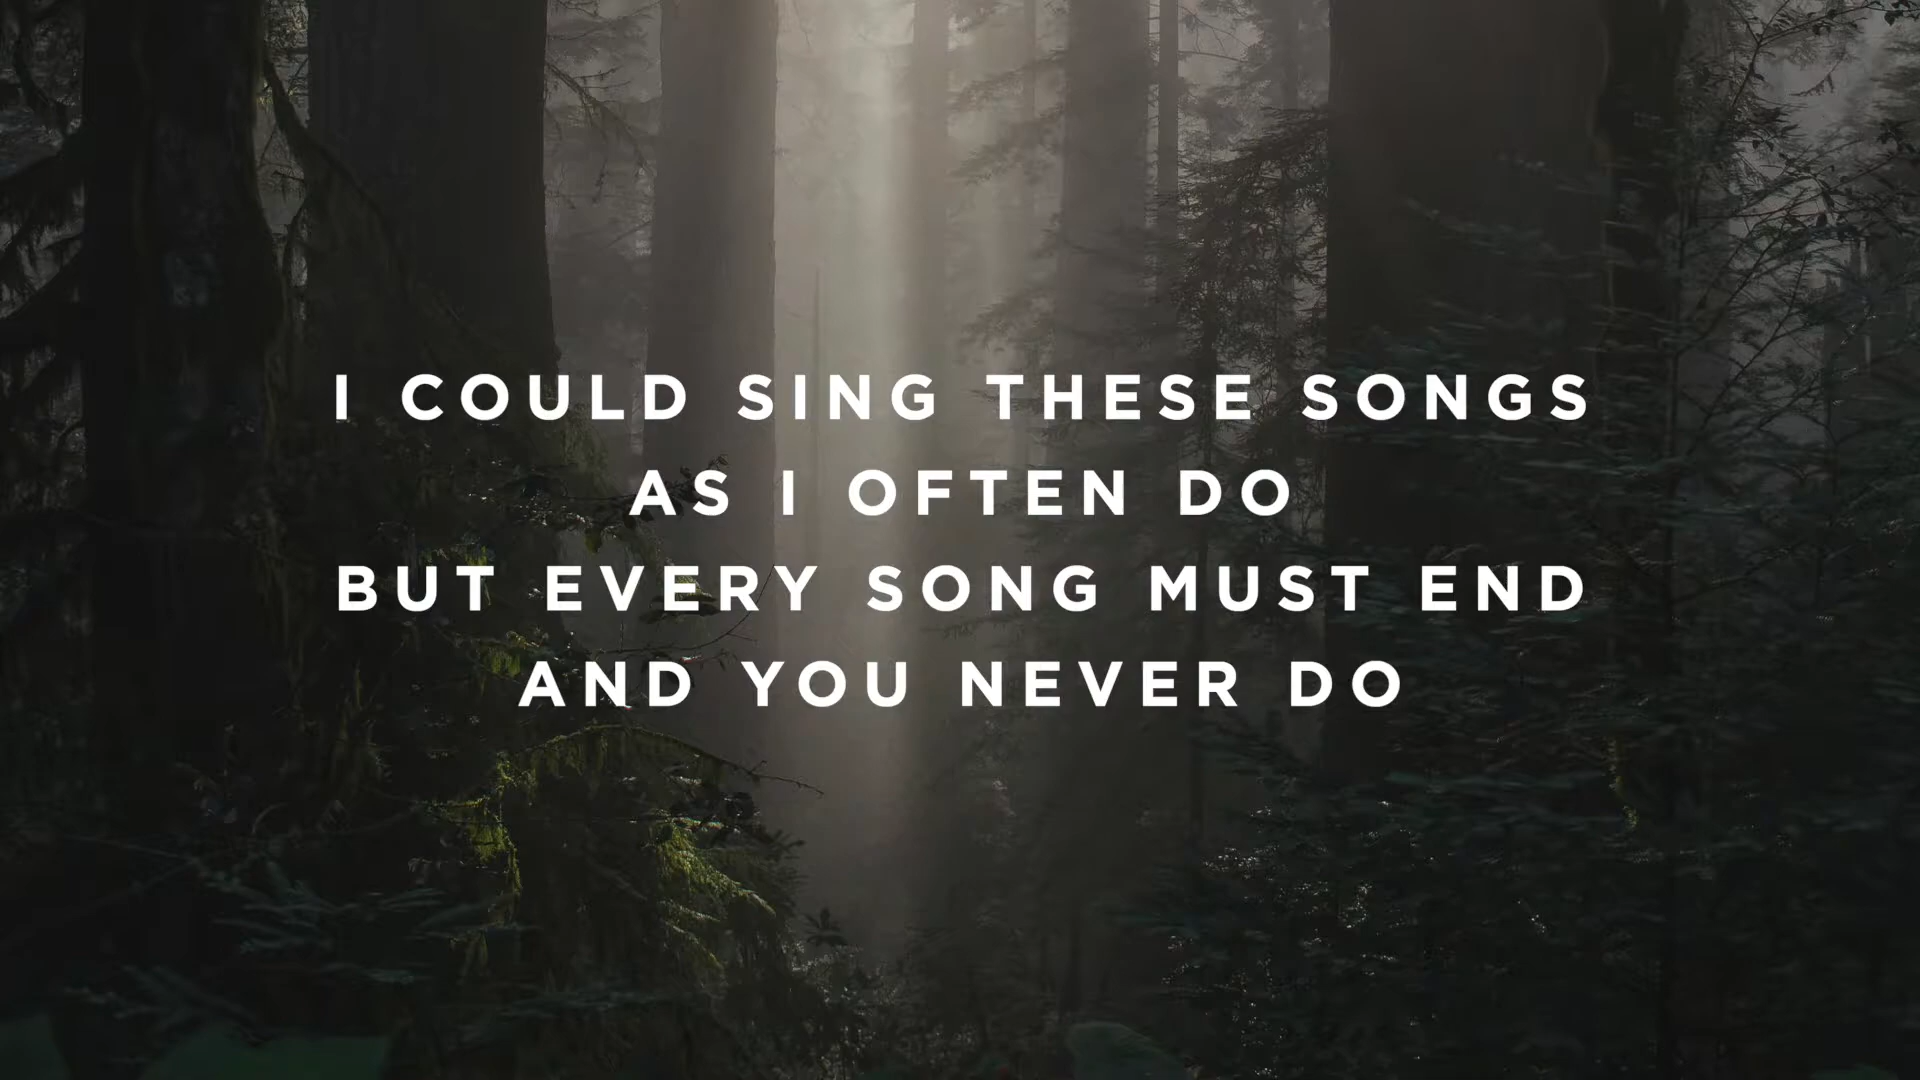 I COULD SING THESE SONGS
AS I OFTEN DO
BUT EVERY SONG MUST END
AND YOU NEVER DO